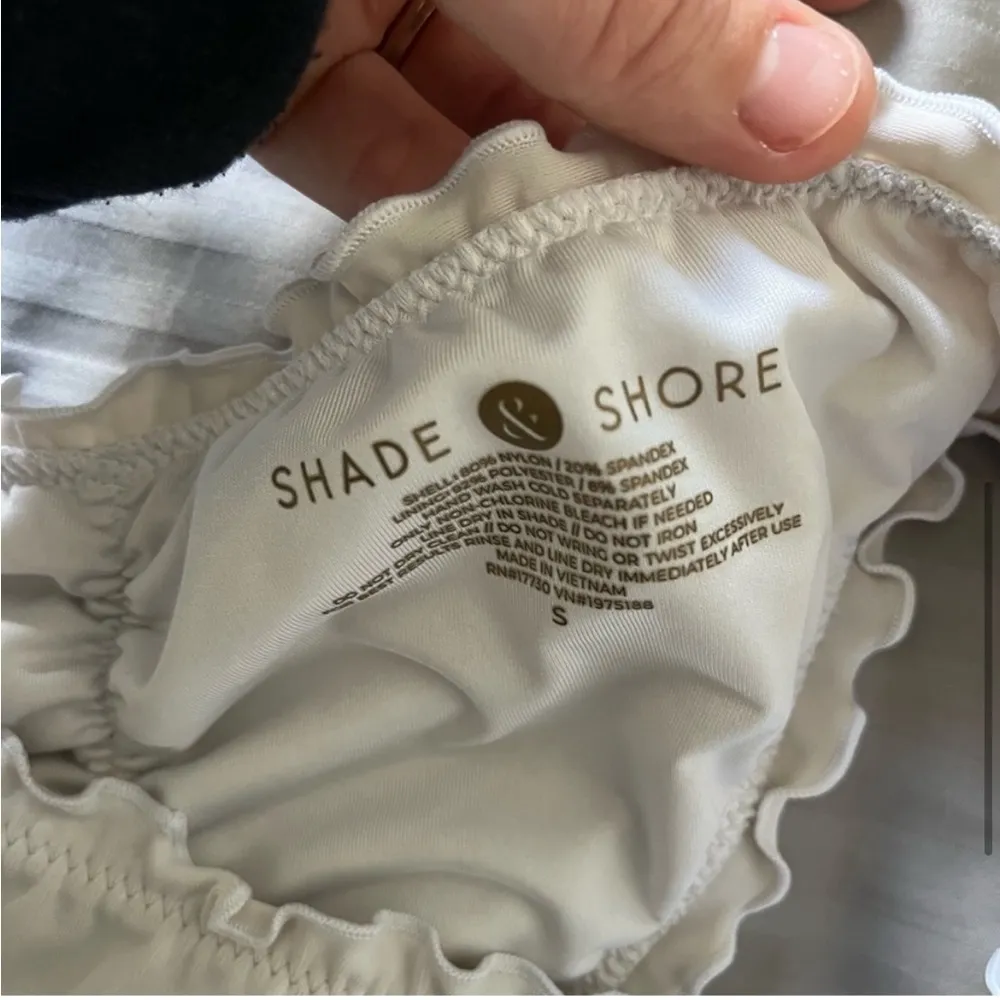 SHADE & SHORE
SHELL: 80% NYLON / 20% SPANDEX
LINING: 92% POLYESTER / 8% SPANDEX
HAND WASH COLD SEPARATELY
ONLY NON-CHLORINE BLEACH IF NEEDED
LINE DRY IN SHADE // DO NOT IRON
DO NOT DRY CLEAN // DO NOT WRING OR TWIST EXCESSIVELY
BEST RESULTS RINSE AND LINE DRY IMMEDIATELY AFTER USE
MADE IN VIETNAM
RN#17730 VN#1975188
S